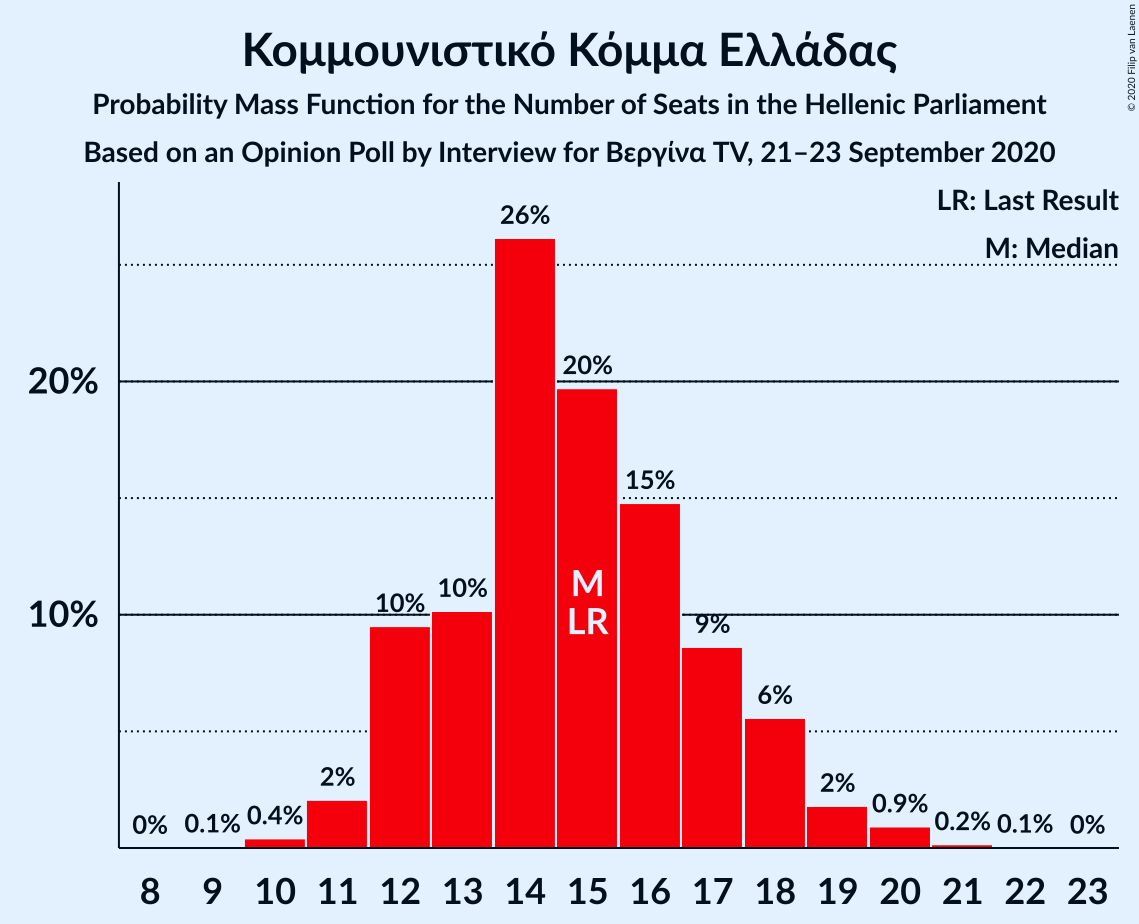 Κομμουνιστικό Κόμμα Ελλάδας
Probability Mass Function for the Number of Seats in the Hellenic Parliament
Based on an Opinion Poll by Interview for Βεργίνα TV, 21–23 September 2020
© 2020 Filip van Laenen
LR: Last Result
M: Median
26%
20%
20%
15%
M
LR
10%
10%
10%
9%
6%
2%
2%
0%
0.1%
0.4%
0.9%
0.2%
0.1%
0%
8 9 10 11 12 13 14 15 16 17 18 19 20 21 22 23